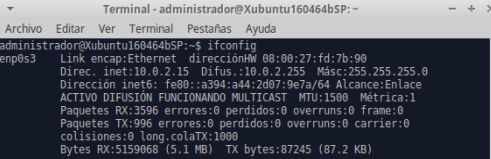 Terminal - administrador@Xubuntu160464bSP: ~
Archivo Editar Ver Terminal Pestañas Ayuda
administrador@Xubuntu160464bSP:~$ ifconfig
enp0s3 Link encap:Ethernet direcciónHW 08:00:27:fd:7b:90
Direc. inet:10.0.2.15 Difus.:10.0.2.255 Másc:255.255.255.0
Dirección inet6: fe80::a394:a44:2d07:9e7a/64 Alcance:Enlace
ACTIVO DIFUSIÓN FUNCIONANDO MULTICAST MTU:1500 Métrica:1
Paquetes RX:3596 errores:0 perdidos:0 overruns:0 frame:0
Paquetes TX:996 errores:0 perdidos:0 overruns:0 carrier:0
colisiones:0 long.colaTX:1000
Bytes RX:5159068 (5.1 MB) TX bytes:87245 (87.2 KB)